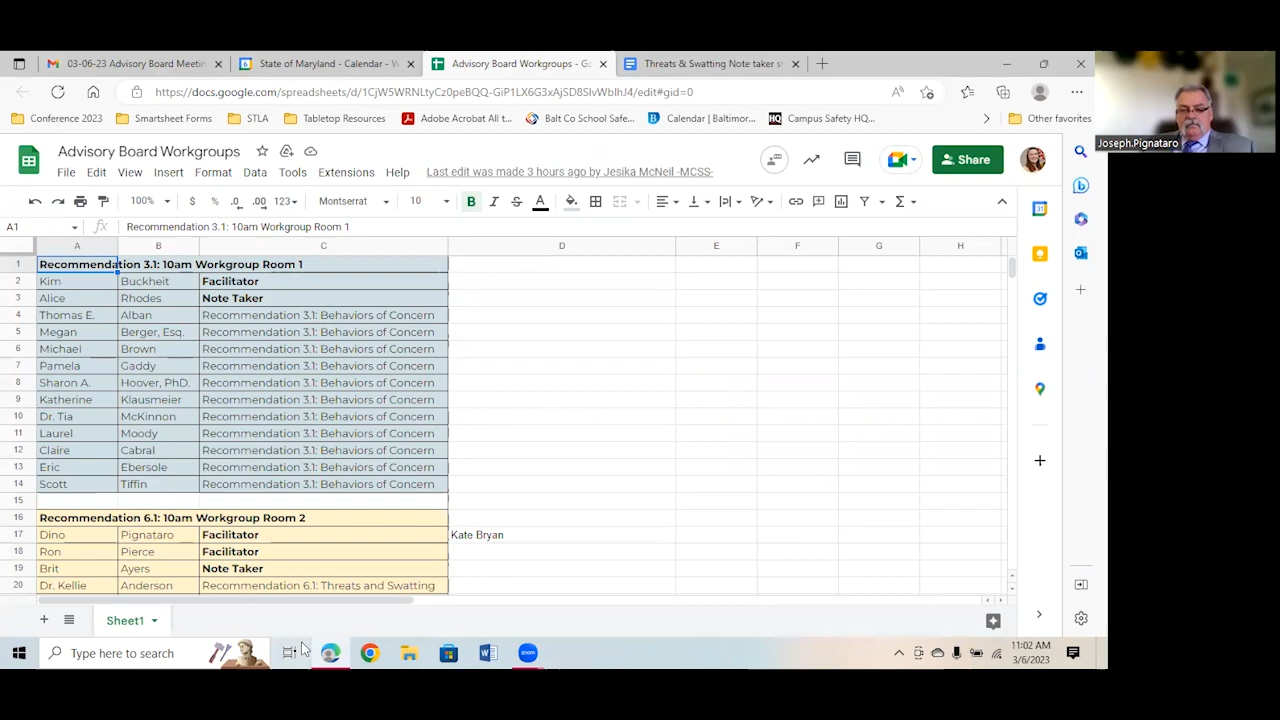 03-06-23 Advisory Board Meetin
State of Maryland - Calendar - W
Advisory Board Workgroups - Go
Threats & Swatting Note taker sh
https://docs.google.com/spreadsheets/d/1CjW5WRNLtyCz0peBQQ-GiP1LX6G3xAjSD8SlvWblhJ4/edit#gid=0
Conference 2023
Smartsheet Forms
STLA
Tabletop Resources
Adobe Acrobat All t...
Balt Co School Safe...
Calendar | Baltimor...
Campus Safety HQ...
Other favorites
Joseph.Pignataro
Advisory Board Workgroups
File Edit View Insert Format Data Tools Extensions Help
Last edit was made 3 hours ago by Jesika McNeil -MCSS-
Share
100% $ % .0 .00 123 Montserrat 10 B I S A
A1 fx Recommendation 3.1: 10am Workgroup Room 1
A B C D E F G H
1 Recommendation 3.1: 10am Workgroup Room 1
2 Kim Buckheit Facilitator
3 Alice Rhodes Note Taker
4 Thomas E. Alban Recommendation 3.1: Behaviors of Concern
5 Megan Berger, Esq. Recommendation 3.1: Behaviors of Concern
6 Michael Brown Recommendation 3.1: Behaviors of Concern
7 Pamela Gaddy Recommendation 3.1: Behaviors of Concern
8 Sharon A. Hoover, PhD. Recommendation 3.1: Behaviors of Concern
9 Katherine Klausmeier Recommendation 3.1: Behaviors of Concern
10 Dr. Tia McKinnon Recommendation 3.1: Behaviors of Concern
11 Laurel Moody Recommendation 3.1: Behaviors of Concern
12 Claire Cabral Recommendation 3.1: Behaviors of Concern
13 Eric Ebersole Recommendation 3.1: Behaviors of Concern
14 Scott Tiffin Recommendation 3.1: Behaviors of Concern
15
16 Recommendation 6.1: 10am Workgroup Room 2
17 Dino Pignataro Facilitator Kate Bryan
18 Ron Pierce Facilitator
19 Brit Ayers Note Taker
20 Dr. Kellie Anderson Recommendation 6.1: Threats and Swatting
Sheet1
Type here to search
zoom
11:02 AM
3/6/2023